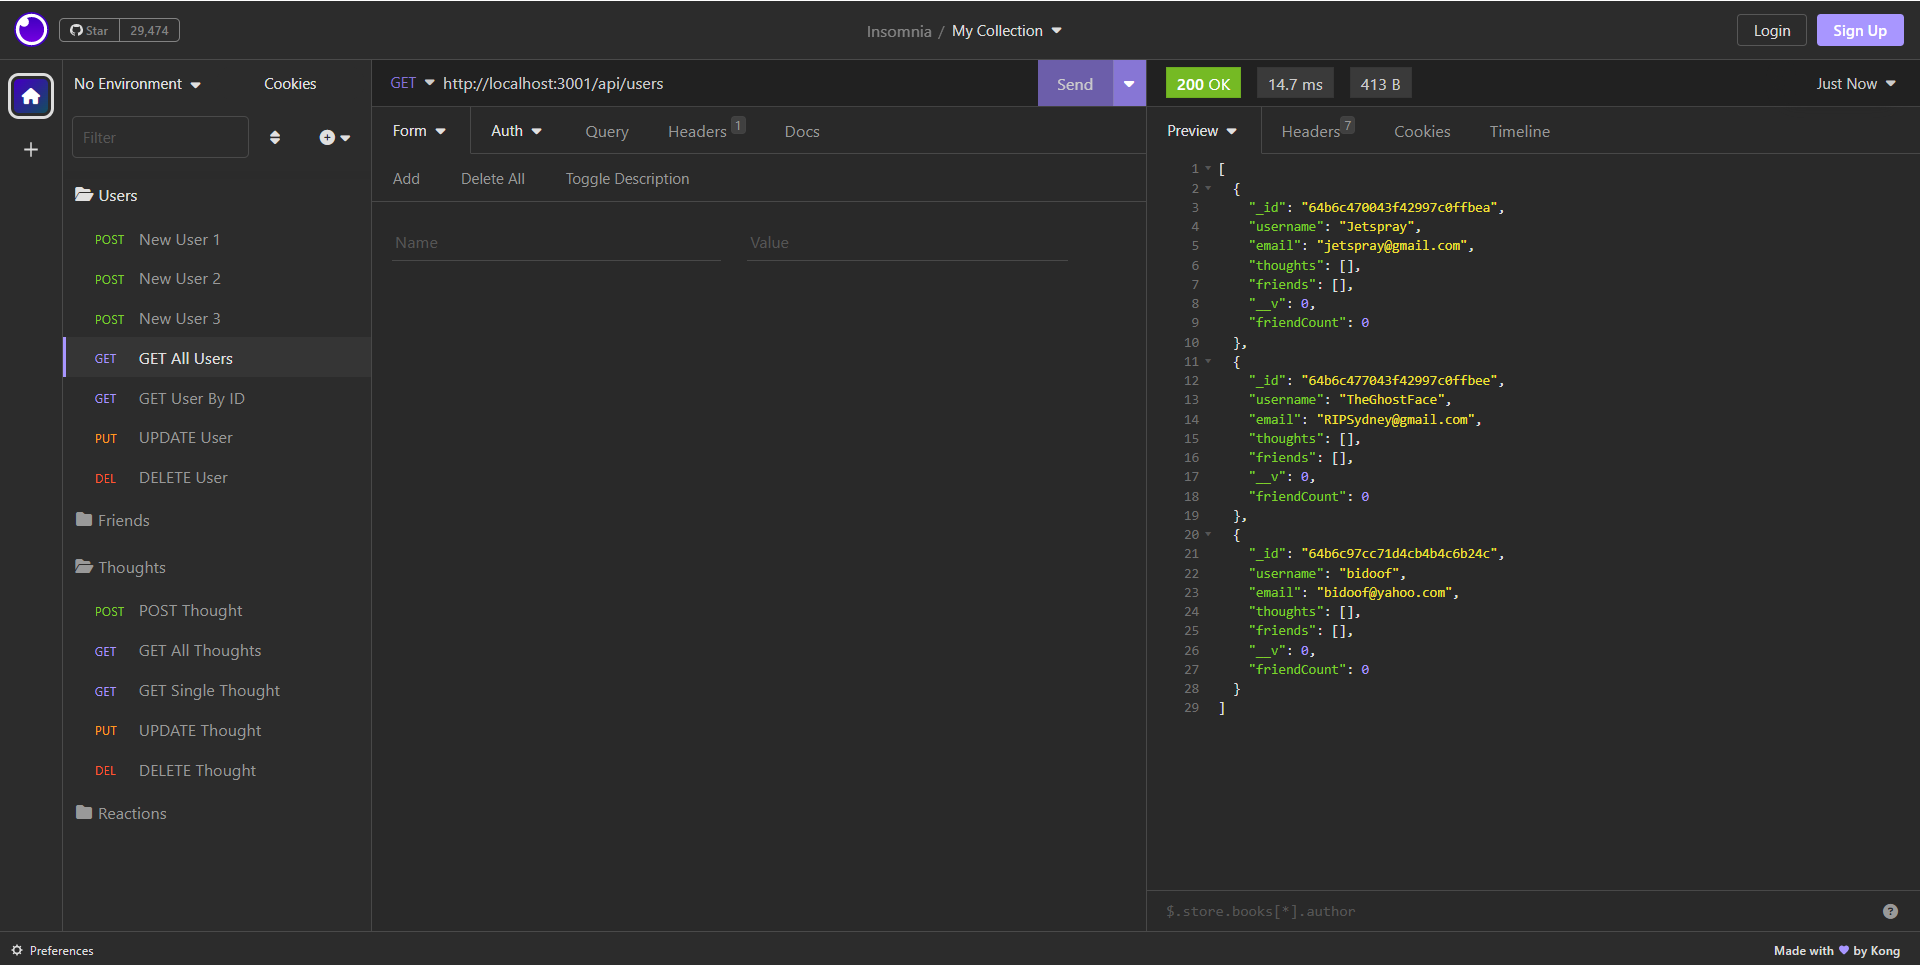 Star 29,474
Insomnia / My Collection
Login
Sign Up
No Environment
Cookies
Filter
Users
POST New User 1
POST New User 2
POST New User 3
GET GET All Users
GET GET User By ID
PUT UPDATE User
DEL DELETE User
Friends
Thoughts
POST POST Thought
GET GET All Thoughts
GET GET Single Thought
PUT UPDATE Thought
DEL DELETE Thought
Reactions
GET http://localhost:3001/api/users
Send
Form Auth Query Headers 1 Docs
Add Delete All Toggle Description
Name Value
200 OK 14.7 ms 413 B
Just Now
Preview Headers 7 Cookies Timeline
1 [
2 {
3 "_id": "64b6c470043f42997c0ffbea",
4 "username": "Jetspray",
5 "email": "jetspray@gmail.com",
6 "thoughts": [],
7 "friends": [],
8 "__v": 0,
9 "friendCount": 0
10 },
11 {
12 "_id": "64b6c477043f42997c0ffbee",
13 "username": "TheGhostFace",
14 "email": "RIPSydney@gmail.com",
15 "thoughts": [],
16 "friends": [],
17 "__v": 0,
18 "friendCount": 0
19 },
20 {
21 "_id": "64b6c97cc71d4cb4b4c6b24c",
22 "username": "bidoof",
23 "email": "bidoof@yahoo.com",
24 "thoughts": [],
25 "friends": [],
26 "__v": 0,
27 "friendCount": 0
28 }
29 ]
$.store.books[*].author
?
Preferences
Made with 💜 by Kong